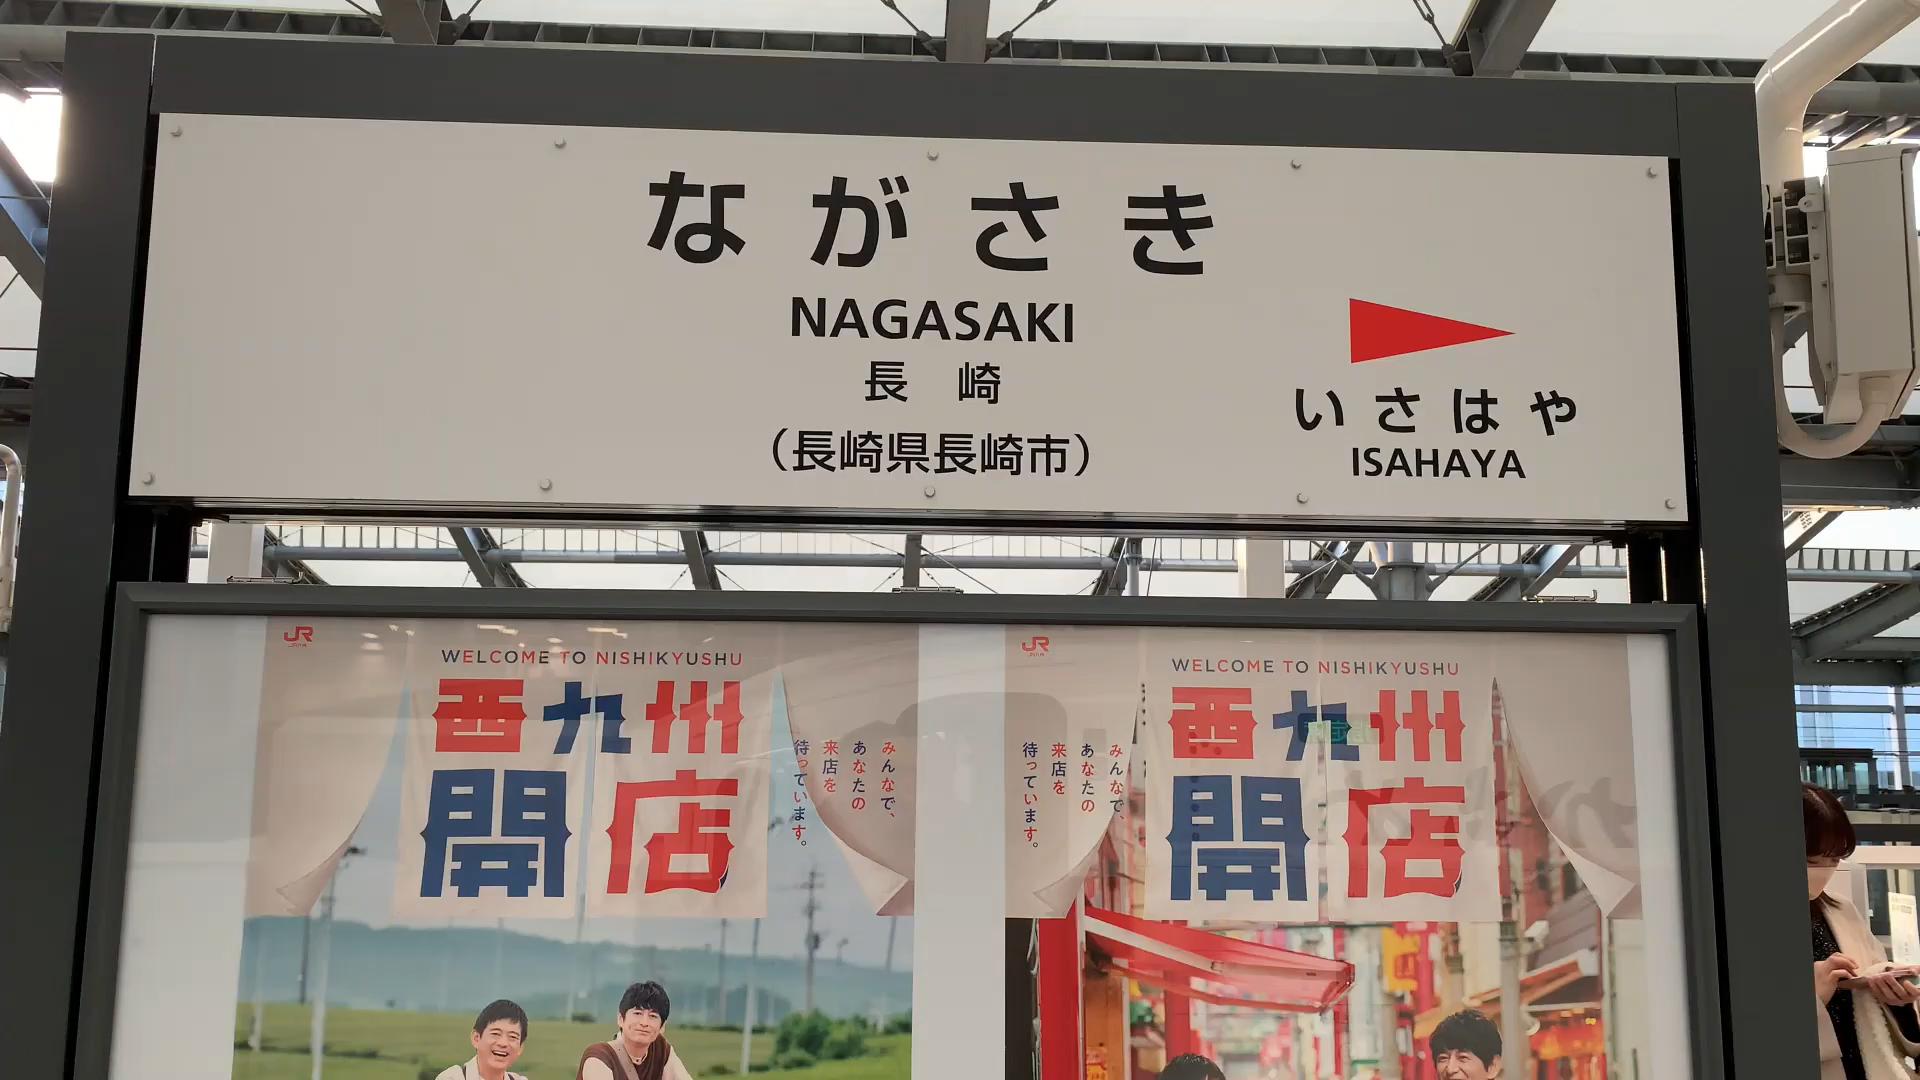 ながさき
NAGASAKI
長崎
(長崎県長崎市)
いさはや
ISAHAYA
JR
WELCOME TO NISHIKYUSHU
西九州
開店
みんなで、
あなたの
来店を
待っています。
JR
WELCOME TO NISHIKYUSHU
西九州
開店
みんなで、
あなたの
来店を
待っています。